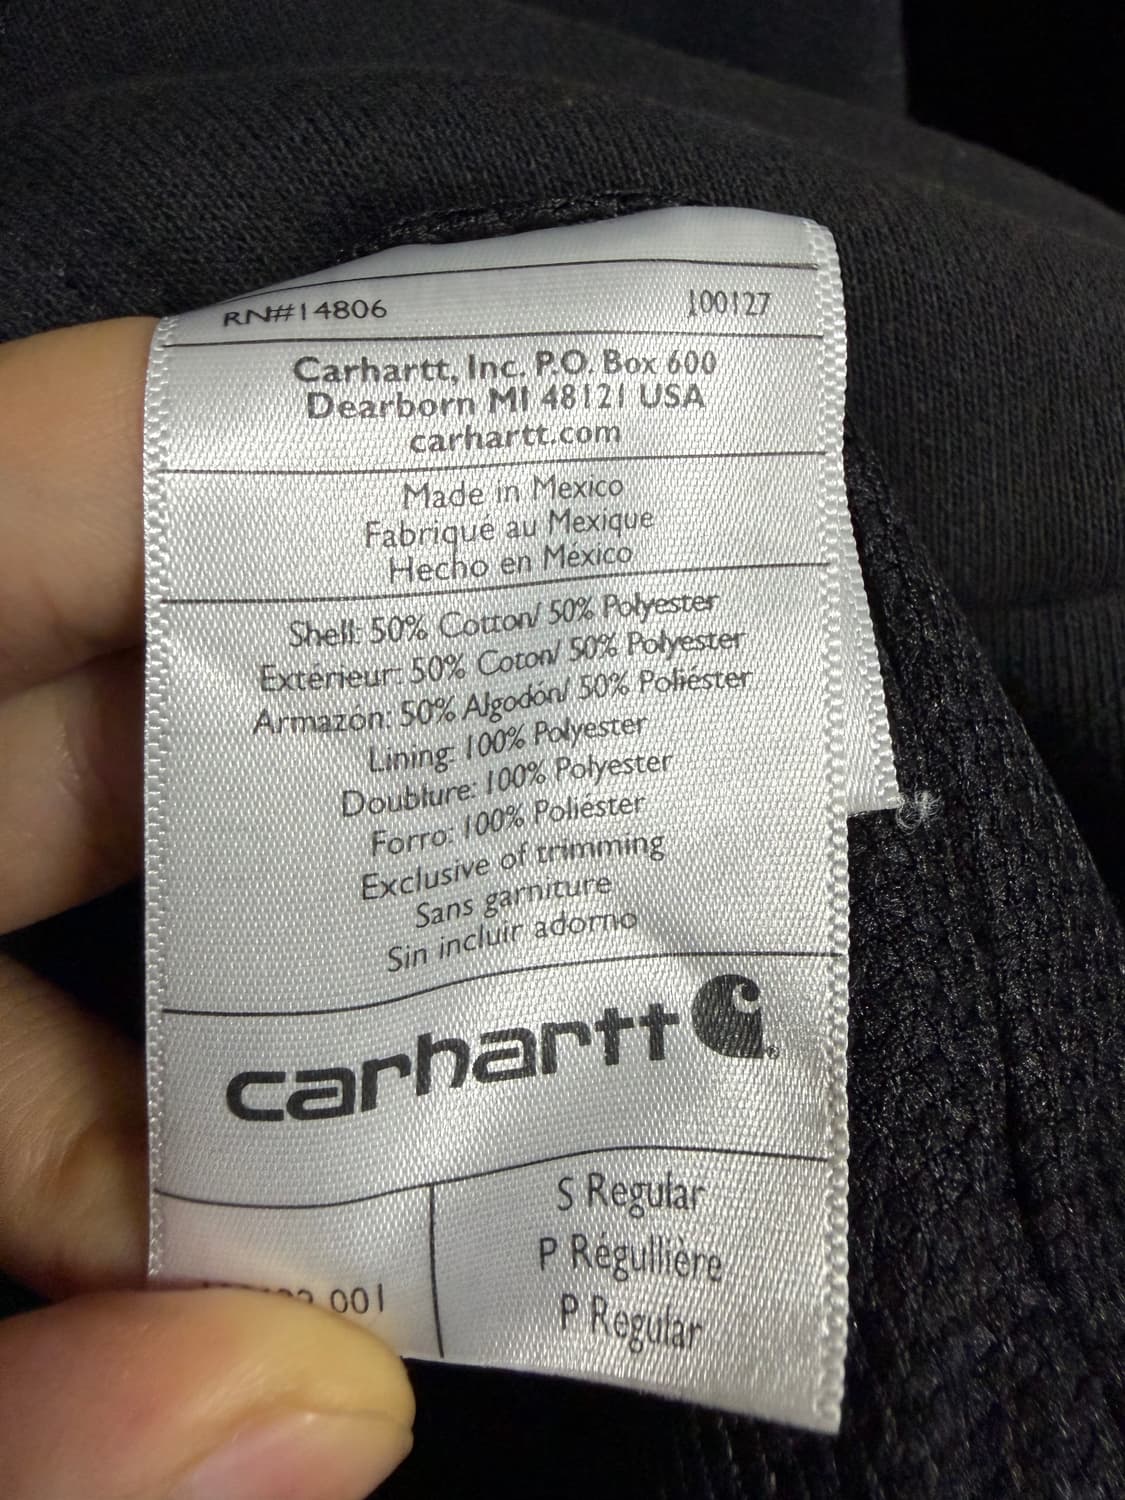 RN#14806 100127
Carhartt, Inc. P.O. Box 600
Dearborn MI 48121 USA
carhartt.com
Made in Mexico
Fabriqué au Mexique
Hecho en México
Shell: 50% Cotton/ 50% Polyester
Extérieur: 50% Coton/ 50% Polyester
Armazón: 50% Algodón/ 50% Poliéster
Lining: 100% Polyester
Doublure: 100% Polyester
Forro: 100% Poliéster
Exclusive of trimming
Sans garniture
Sin incluir adorno
carhartt ®
S Regular
P Régullière
P Regular
001